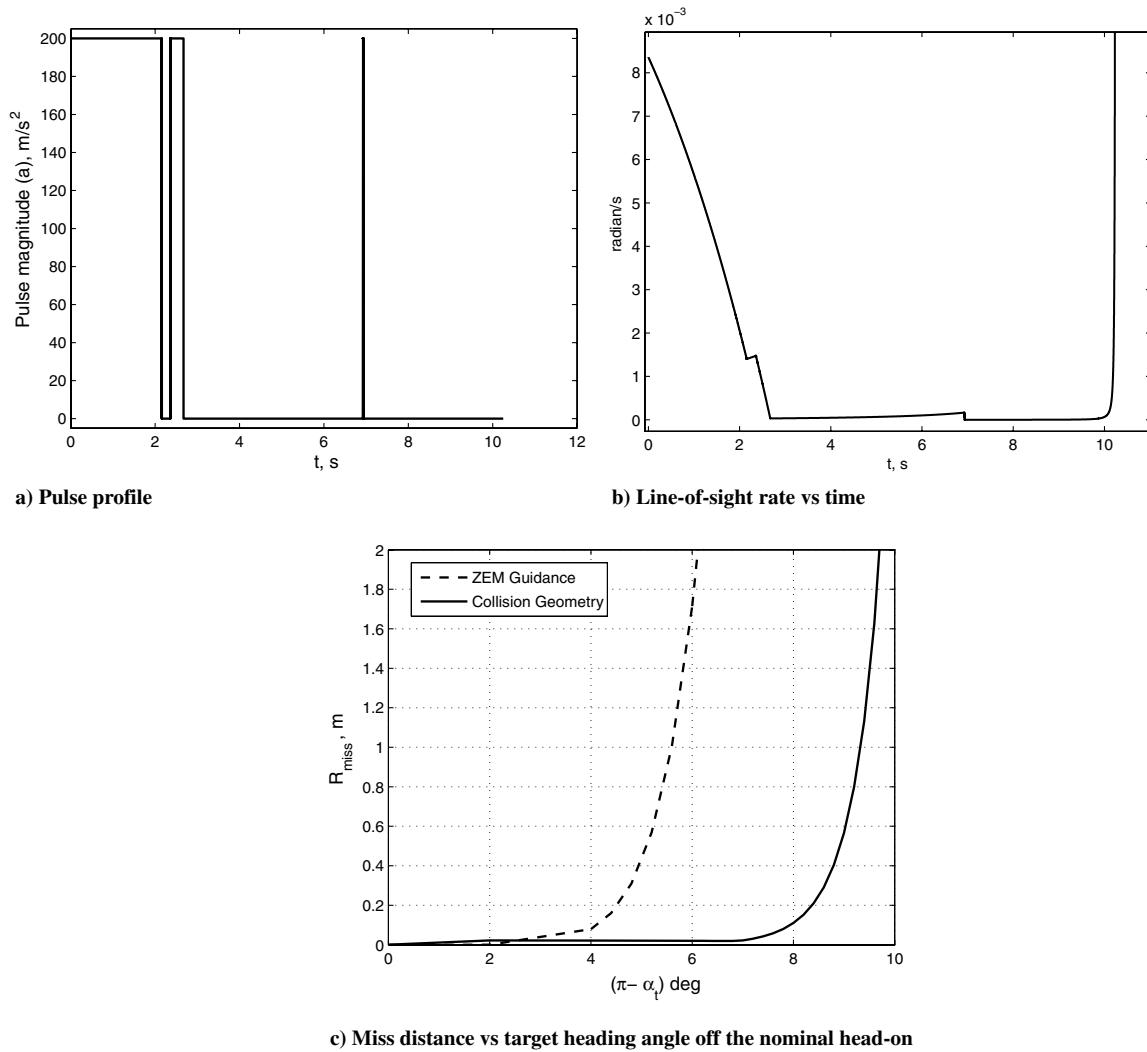 200
180
160
140
120
100
80
60
40
20
0
Pulse magnitude (a), m/s²
0 2 4 6 8 10 12
t, s
a) Pulse profile
x 10⁻³
8
7
6
5
4
3
2
1
0
radian/s
0 2 4 6 8 10
t, s
b) Line-of-sight rate vs time
2
1.8
1.6
1.4
1.2
1
0.8
0.6
0.4
0.2
0
R_miss, m
ZEM Guidance
Collision Geometry
0 2 4 6 8 10
(π− α_t) deg
c) Miss distance vs target heading angle off the nominal head-on